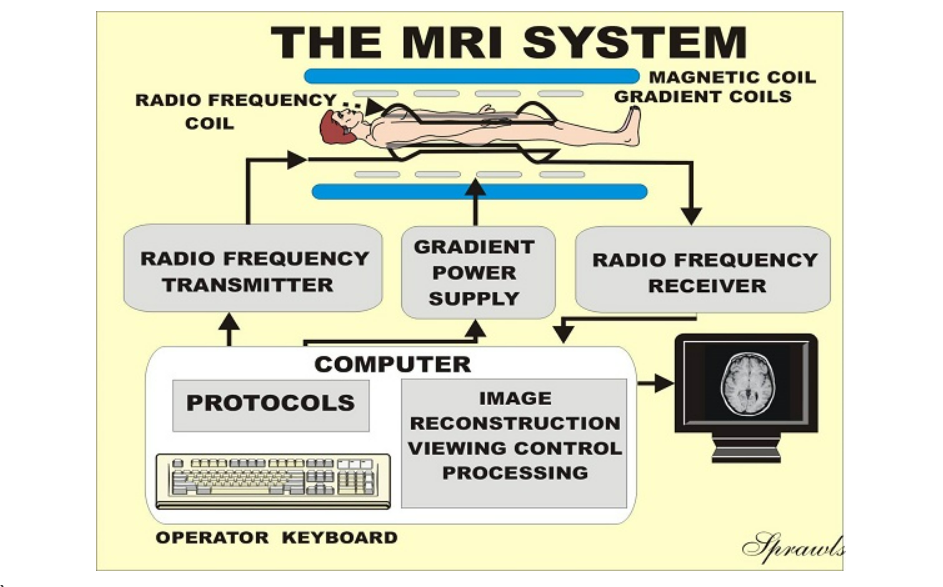 THE MRI SYSTEM
MAGNETIC COIL
GRADIENT COILS
RADIO FREQUENCY
COIL
RADIO FREQUENCY
TRANSMITTER
GRADIENT
POWER
SUPPLY
RADIO FREQUENCY
RECEIVER
COMPUTER
PROTOCOLS
IMAGE
RECONSTRUCTION
VIEWING CONTROL
PROCESSING
OPERATOR KEYBOARD
Sprawls